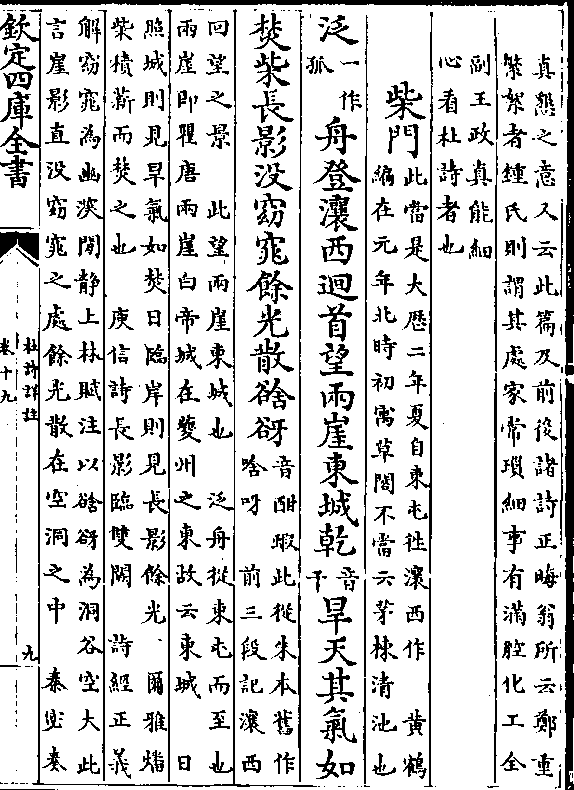 真懇之意又云此篇及前後諸詩正晦翁所云鄭重
繁絮者鍾氏則謂其處家常瑣細事有滿腔化工全
副王政真能細
心看杜詩者也
柴門
此當是大歷二年夏自東屯往瀼西作 黃鶴
編在元年此時初寓草閣不當云茅棟清池也
泛一作孤舟登瀼西迴首望兩崖東城乾音干旱天其氣如
焚柴長影没窈窕餘光散谽谺
音酣暇此從朱本舊作
唅呀 前三段記瀼西
回望之景 此望兩崖東城也 泛舟從東屯而至也
兩崖即瞿唐兩崖白帝城在夔州之東故云東城 日
照城則見旱氣如焚日臨岸則見長影餘光 爾雅燔
柴積薪而焚之也 庾信詩長影臨雙闕 詩經正義
解窈窕為幽深閒靜上林賦注以谽谺為洞谷空大此
言崖影直没窈窕之處餘光散在空洞之中
欽定四庫全書
杜詩詳註
卷十九
九